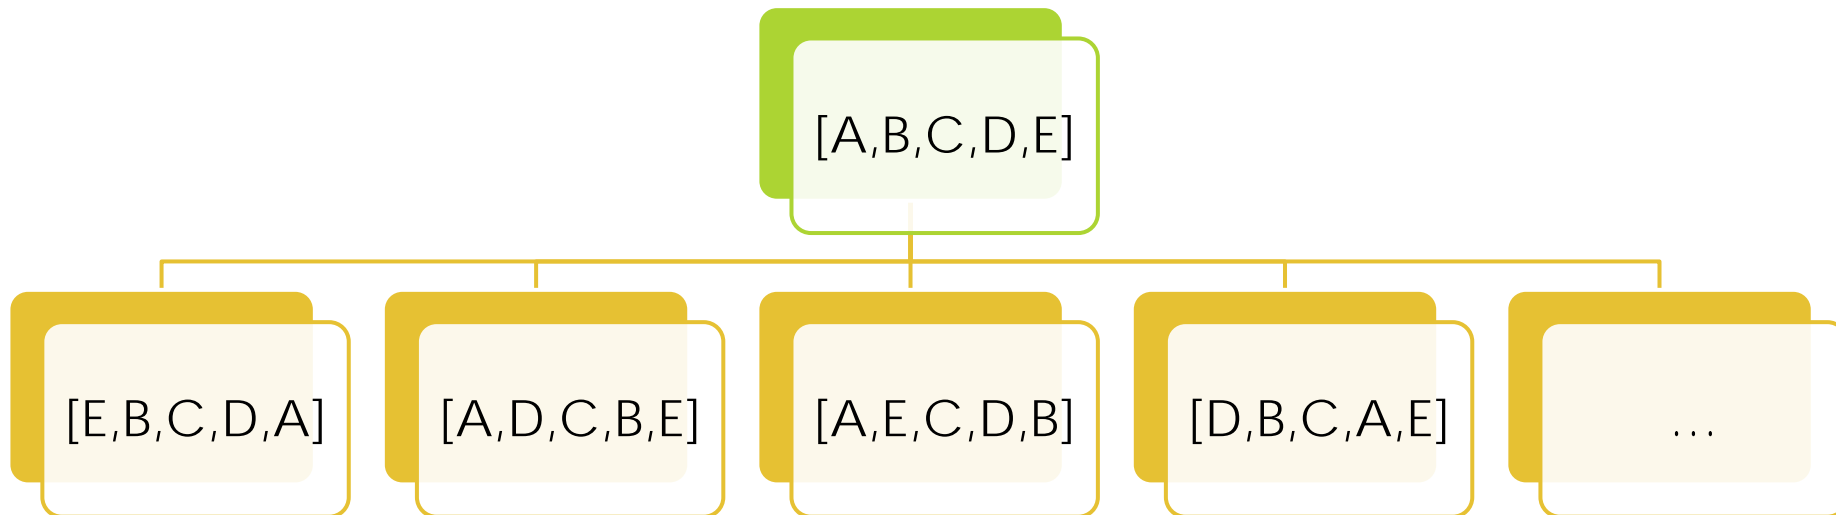 [A,B,C,D,E]
[E,B,C,D,A]
[A,D,C,B,E]
[A,E,C,D,B]
[D,B,C,A,E]
...